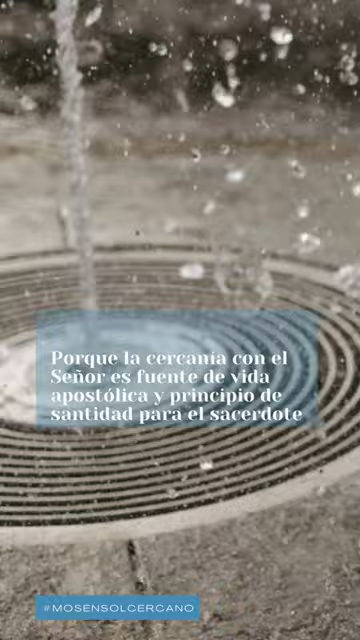 Porque la cercanía con el
Señor es fuente de vida
apostólica y principio de
santidad para el sacerdote
#MOSENSOLCERCANO